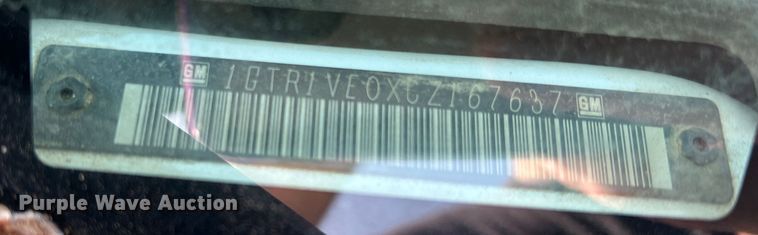 GM 1GTR1VE0XCZ167637 GM
Purple Wave Auction